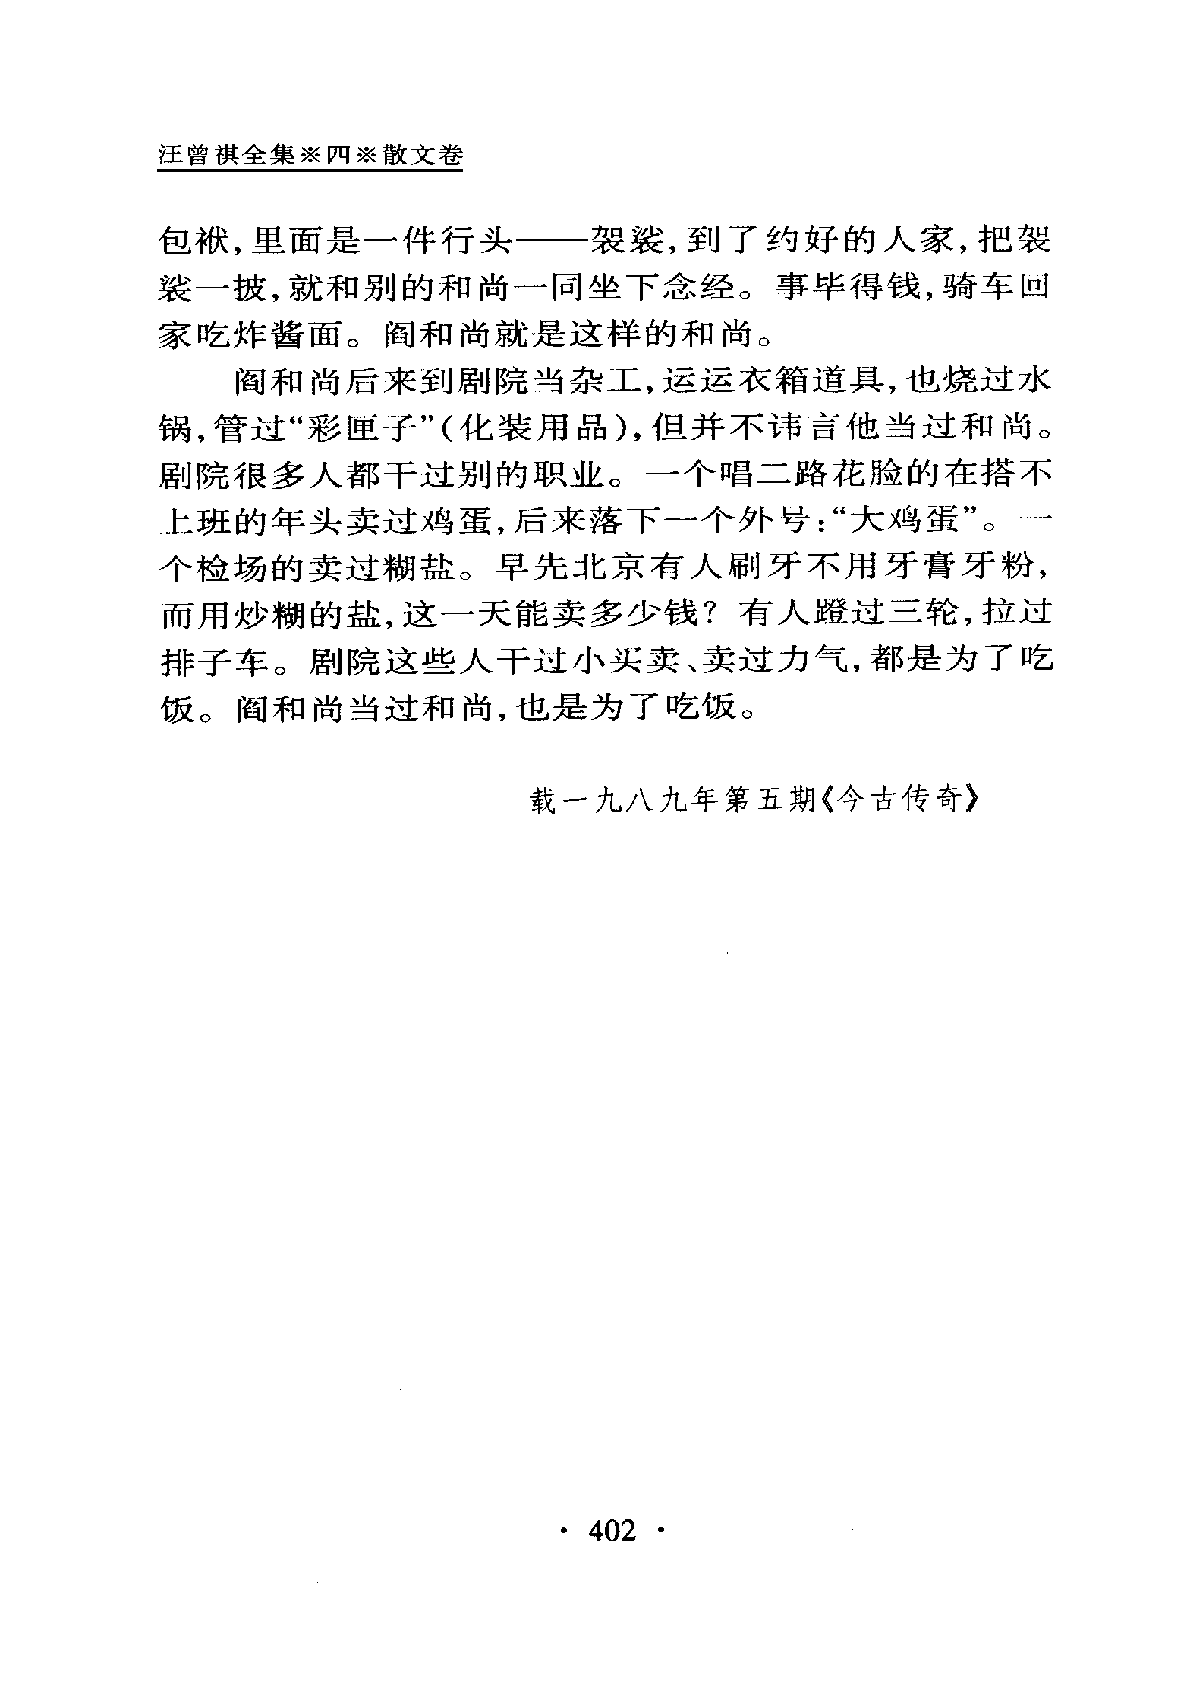 汪曾祺全集※四※散文卷
包袱,里面是一件行头——袈裟,到了约好的人家,把袈
裟一披,就和别的和尚一同坐下念经。事毕得钱,骑车回
家吃炸酱面。阎和尚就是这样的和尚。
阎和尚后来到剧院当杂工,运运衣箱道具,也烧过水
锅,管过“彩匣子”(化装用品),但并不讳言他当过和尚。
剧院很多人都干过别的职业。一个唱二路花脸的在搭不
上班的年头卖过鸡蛋,后来落下一个外号:“大鸡蛋”。一
个检场的卖过糊盐。早先北京有人刷牙不用牙膏牙粉,
而用炒糊的盐,这一天能卖多少钱?有人蹬过三轮,拉过
排子车。剧院这些人干过小买卖、卖过力气,都是为了吃
饭。阎和尚当过和尚,也是为了吃饭。
载一九八九年第五期《今古传奇》
· 402 ·